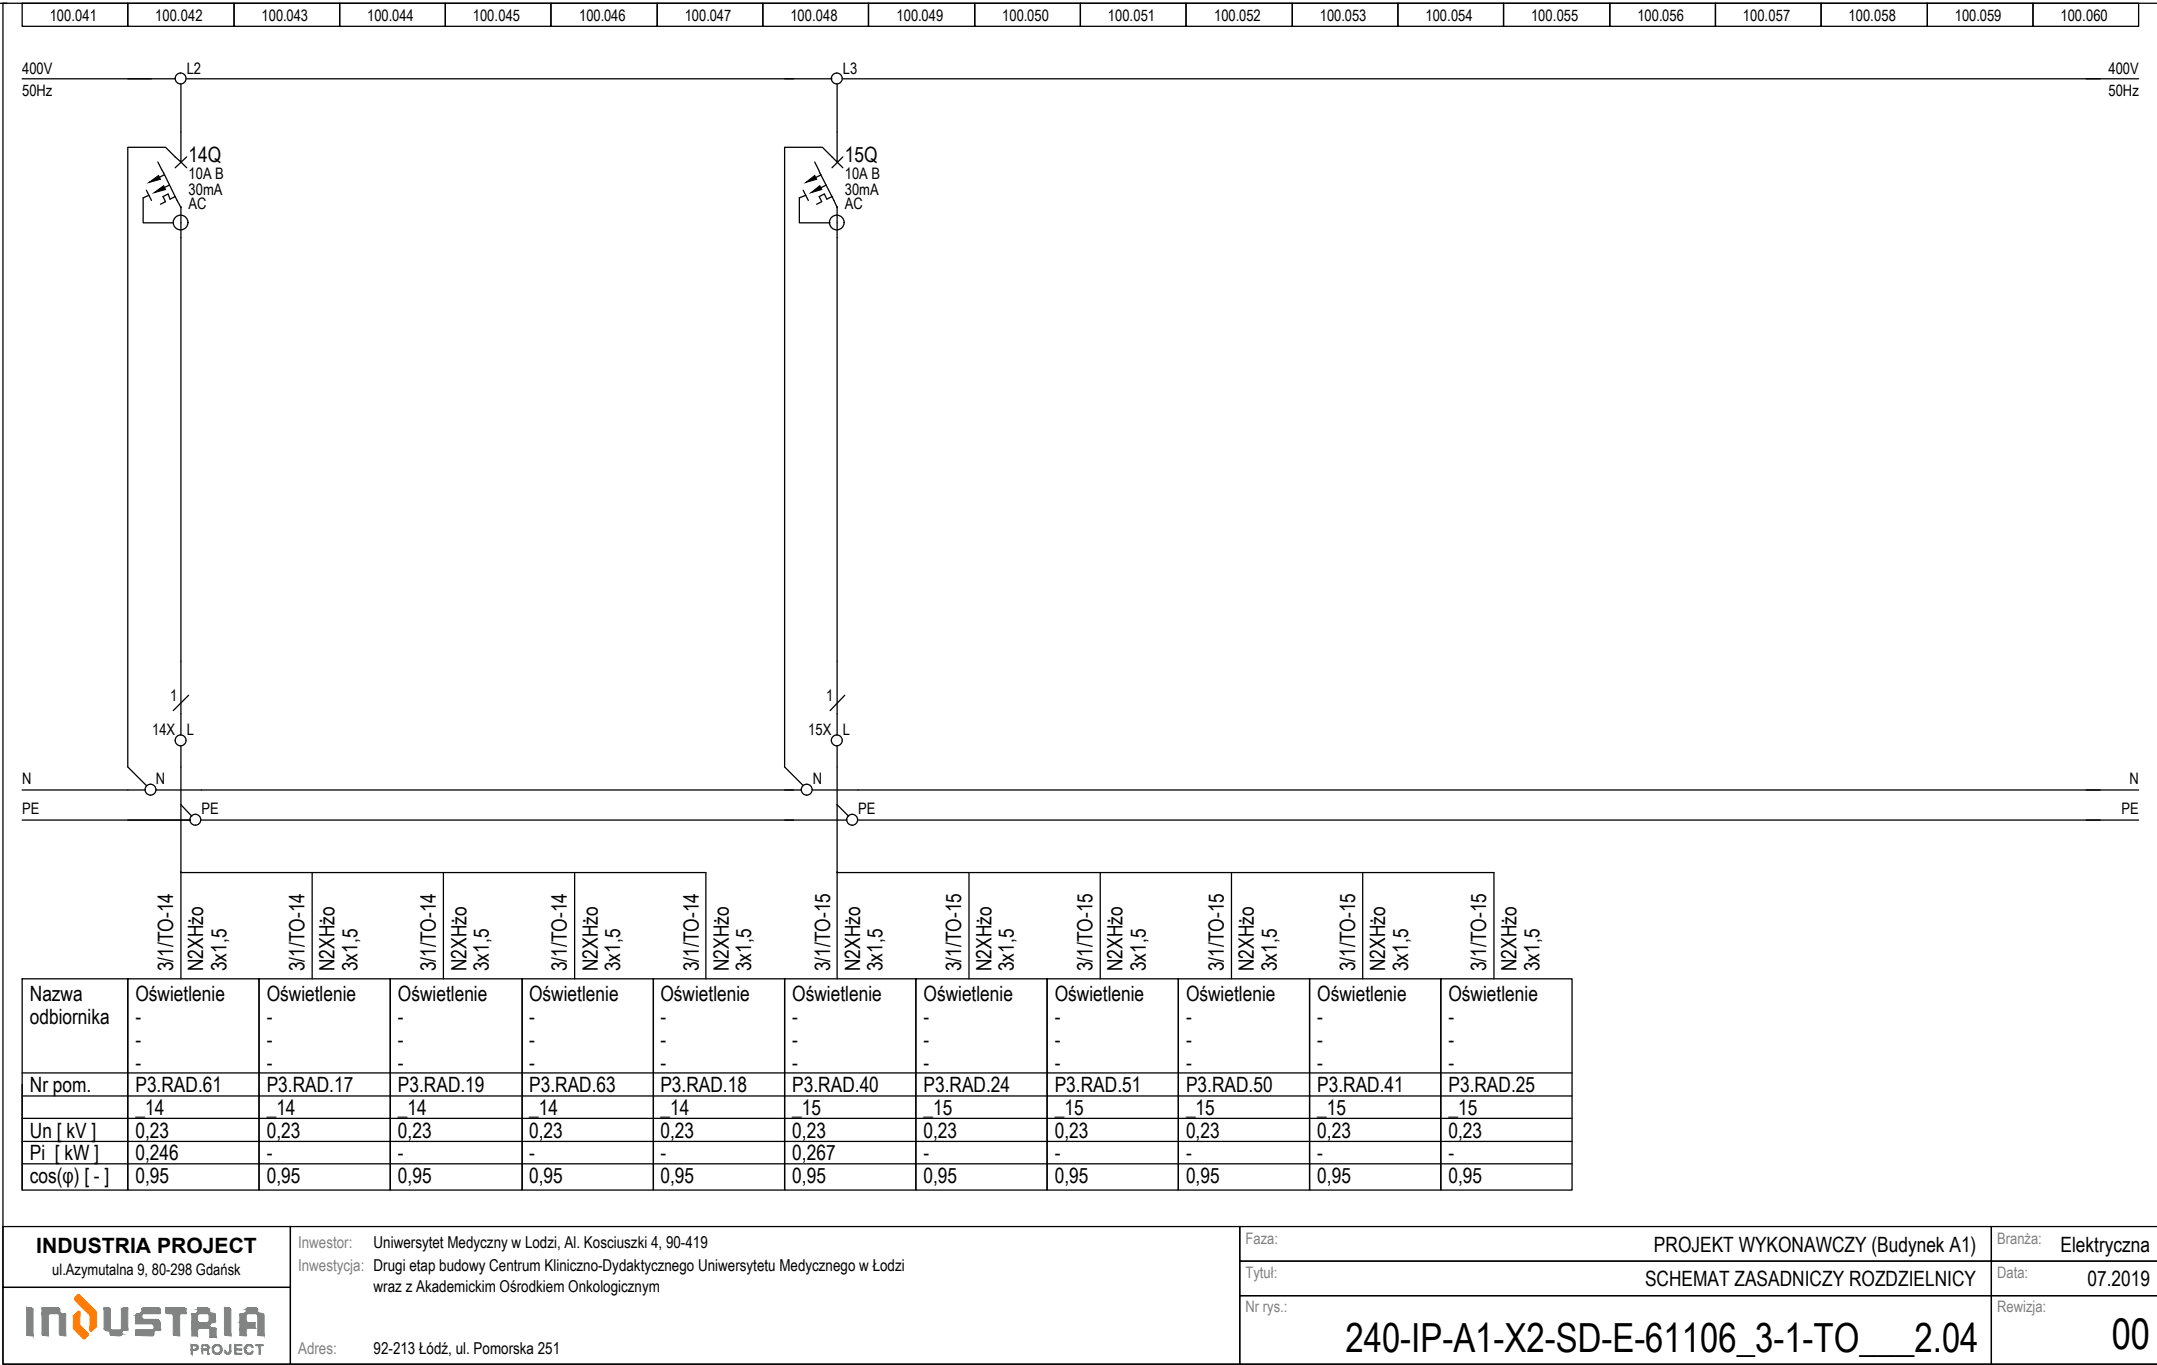 100.041 100.042 100.043 100.044 100.045 100.046 100.047 100.048 100.049 100.050 100.051 100.052 100.053 100.054 100.055 100.056 100.057 100.058 100.059 100.060
400V L2 L3 400V
50Hz 50Hz
14Q 15Q
10A B 10A B
30mA 30mA
AC AC
1 1
14X L 15X L
N N N N
PE PE PE PE
3/1/TO-14 3/1/TO-14 3/1/TO-14 3/1/TO-14 3/1/TO-14 3/1/TO-15 3/1/TO-15 3/1/TO-15 3/1/TO-15 3/1/TO-15 3/1/TO-15
N2XHżo N2XHżo N2XHżo N2XHżo N2XHżo N2XHżo N2XHżo N2XHżo N2XHżo N2XHżo N2XHżo
3x1,5 3x1,5 3x1,5 3x1,5 3x1,5 3x1,5 3x1,5 3x1,5 3x1,5 3x1,5 3x1,5
Nazwa Oświetlenie Oświetlenie Oświetlenie Oświetlenie Oświetlenie Oświetlenie Oświetlenie Oświetlenie Oświetlenie Oświetlenie Oświetlenie
odbiornika - - - - - - - - - - -
- - - - - - - - - - -
- - - - - - - - - - -
Nr pom. P3.RAD.61 P3.RAD.17 P3.RAD.19 P3.RAD.63 P3.RAD.18 P3.RAD.40 P3.RAD.24 P3.RAD.51 P3.RAD.50 P3.RAD.41 P3.RAD.25
_14 _14 _14 _14 _14 _15 _15 _15 _15 _15 _15
Un [ kV ] 0,23 0,23 0,23 0,23 0,23 0,23 0,23 0,23 0,23 0,23 0,23
Pi [ kW ] 0,246 - - - - 0,267 - - - - -
cos(φ) [ - ] 0,95 0,95 0,95 0,95 0,95 0,95 0,95 0,95 0,95 0,95 0,95
INDUSTRIA PROJECT
ul.Azymutalna 9, 80-298 Gdańsk
INDUSTRIA
PROJECT
Inwestor: Uniwersytet Medyczny w Lodzi, Al. Kosciuszki 4, 90-419
Inwestycja: Drugi etap budowy Centrum Kliniczno-Dydaktycznego Uniwersytetu Medycznego w Łodzi
wraz z Akademickim Ośrodkiem Onkologicznym
Adres: 92-213 Łódź, ul. Pomorska 251
Faza: PROJEKT WYKONAWCZY (Budynek A1)
Tytuł: SCHEMAT ZASADNICZY ROZDZIELNICY
Nr rys.: 240-IP-A1-X2-SD-E-61106_3-1-TO___2.04
Branża: Elektryczna
Data: 07.2019
Rewizja: 00